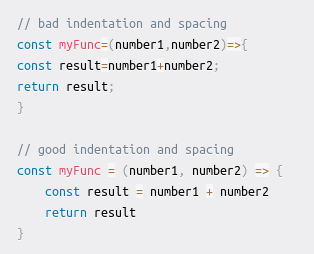 // bad indentation and spacing
const myFunc=(number1,number2)=>{
const result=number1+number2;
return result;
}

// good indentation and spacing
const myFunc = (number1, number2) => {
    const result = number1 + number2
    return result
}